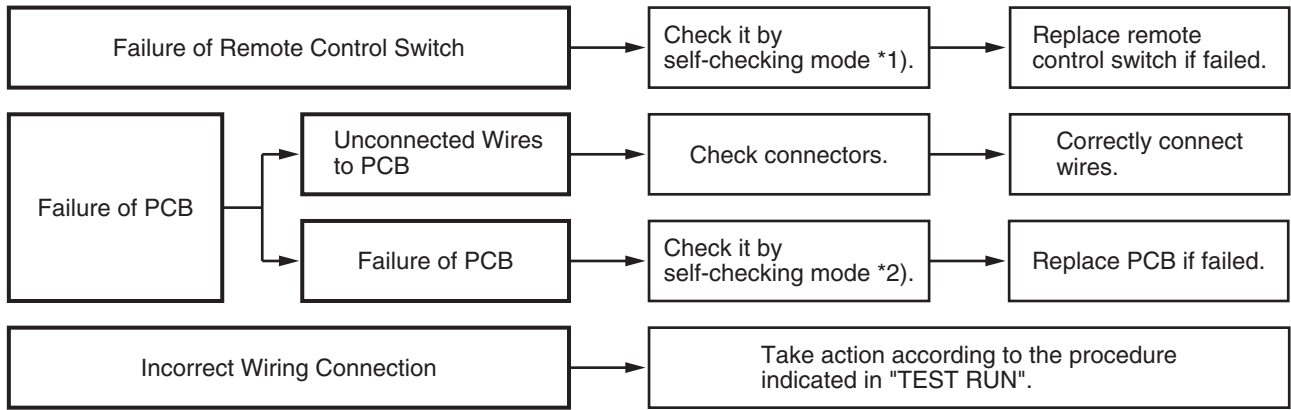 Failure of Remote Control Switch
Check it by
self-checking mode *1).
Replace remote
control switch if failed.
Failure of PCB
Unconnected Wires
to PCB
Check connectors.
Correctly connect
wires.
Failure of PCB
Check it by
self-checking mode *2).
Replace PCB if failed.
Incorrect Wiring Connection
Take action according to the procedure
indicated in "TEST RUN".